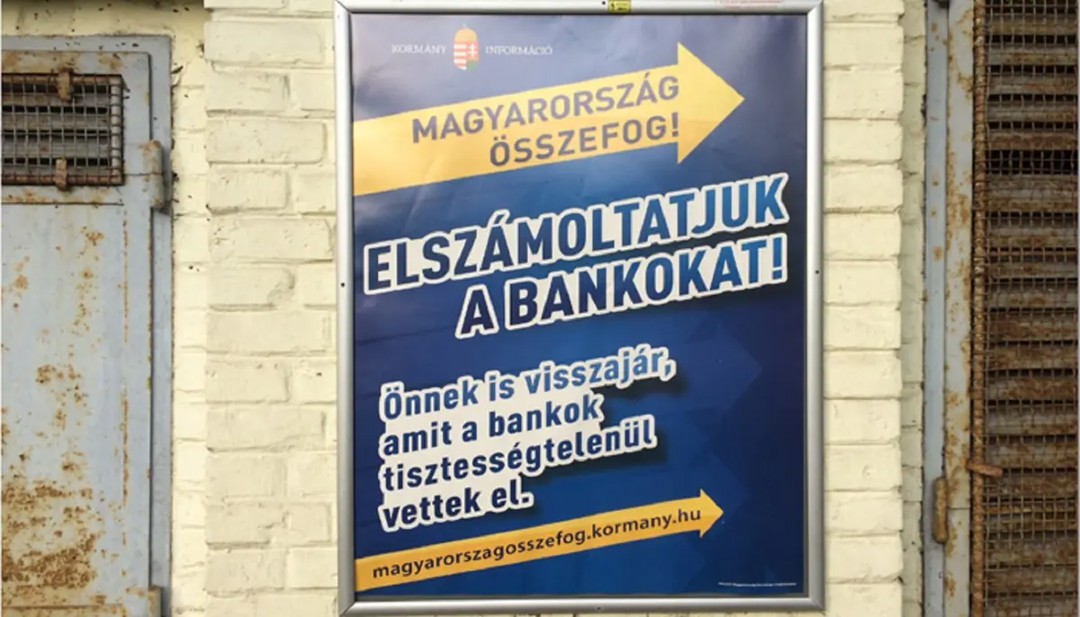 KORMÁNY INFORMÁCIÓ
MAGYARORSZÁG
ÖSSZEFOG!
ELSZÁMOLTATJUK
A BANKOKAT!
Önnek is visszajár,
amit a bankok
tisztességtelenül
vettek el.
magyarorszagosszefog.kormany.hu